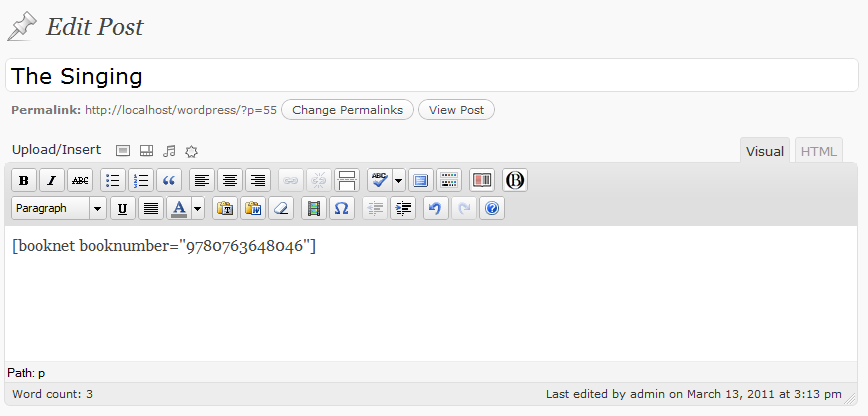 Edit Post
The Singing
Permalink: http://localhost/wordpress/?p=55 Change Permalinks View Post
Upload/Insert Visual HTML
B I ABC ABC B
Paragraph U A T W Ω ?
[booknet booknumber="9780763648046"]
Path: p
Word count: 3 Last edited by admin on March 13, 2011 at 3:13 pm